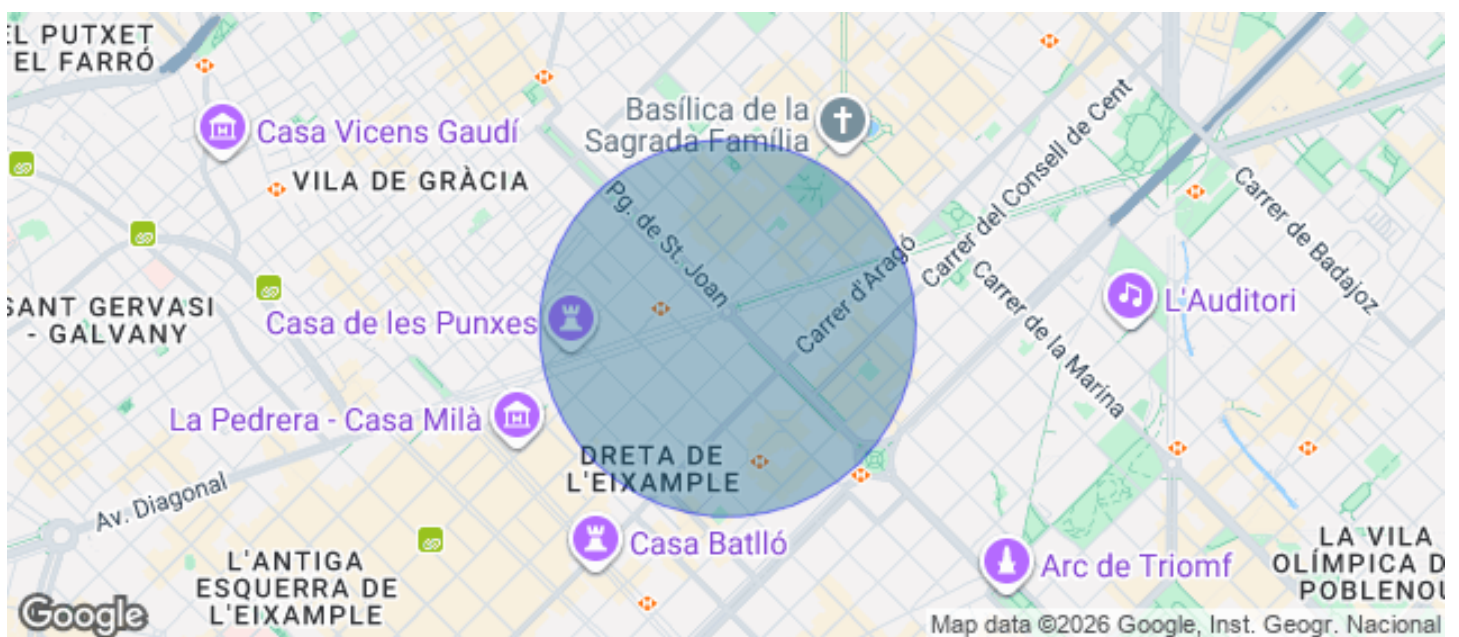 EL PUTXET
EL FARRÓ
Casa Vicens Gaudí
VILA DE GRÀCIA
Basílica de la
Sagrada Família
Pg. de St. Joan
Carrer del Consell de Cent
Carrer de Badajoz
Carrer d'Aragó
Carrer de la Marina
L'Auditori
SANT GERVASI
- GALVANY
Casa de les Punxes
La Pedrera - Casa Milà
DRETA DE
L'EIXAMPLE
Av. Diagonal
Casa Batlló
Arc de Triomf
L'ANTIGA
ESQUERRA DE
L'EIXAMPLE
LA VILA
OLÍMPICA D
POBLENOU
Google
Map data ©2026 Google, Inst. Geogr. Nacional